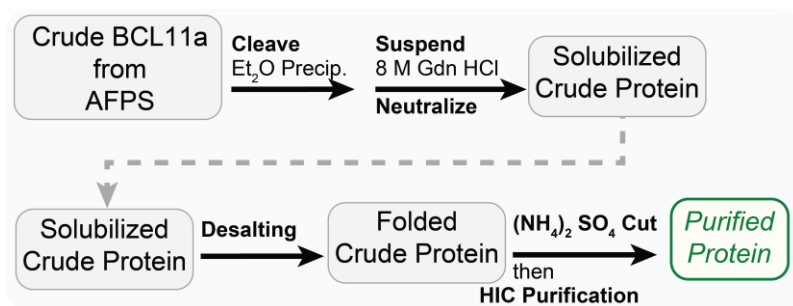 Crude BCL11a
from
AFPS
Cleave
Et2O Precip.
Suspend
8 M Gdn HCl
Neutralize
Solubilized
Crude Protein
Solubilized
Crude Protein
Desalting
Folded
Crude Protein
(NH4)2 SO4 Cut
then
HIC Purification
Purified
Protein